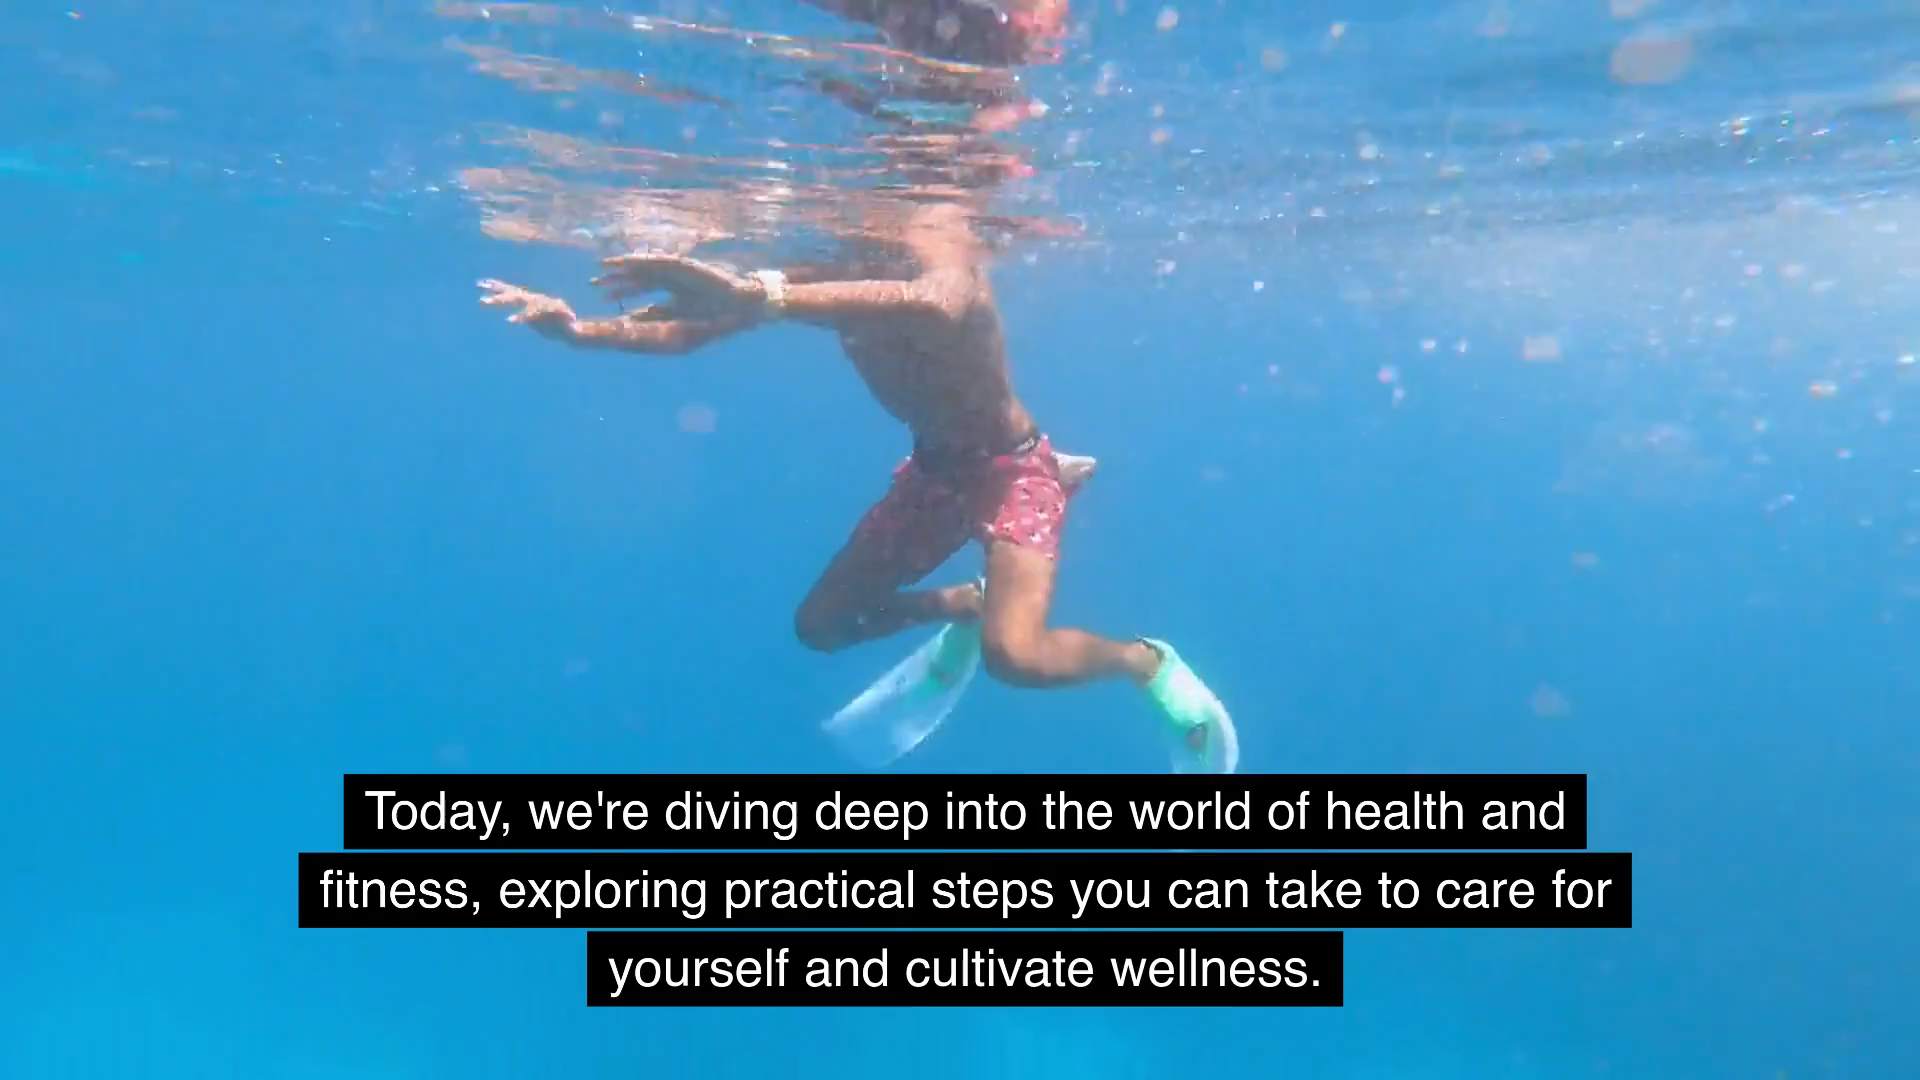 Today, we're diving deep into the world of health and
fitness, exploring practical steps you can take to care for
yourself and cultivate wellness.